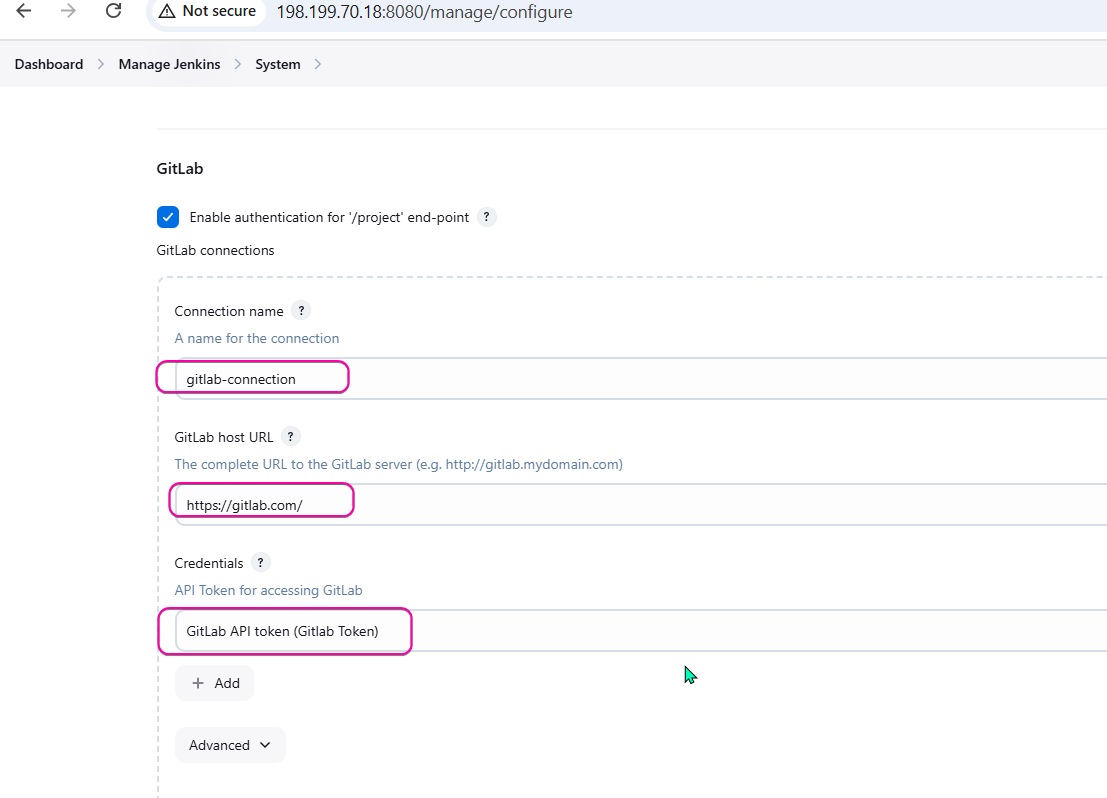 Not secure 198.199.70.18:8080/manage/configure
Dashboard > Manage Jenkins > System >
GitLab
Enable authentication for '/project' end-point ?
GitLab connections
Connection name ?
A name for the connection
gitlab-connection
GitLab host URL ?
The complete URL to the GitLab server (e.g. http://gitlab.mydomain.com)
https://gitlab.com/
Credentials ?
API Token for accessing GitLab
GitLab API token (Gitlab Token)
+ Add
Advanced